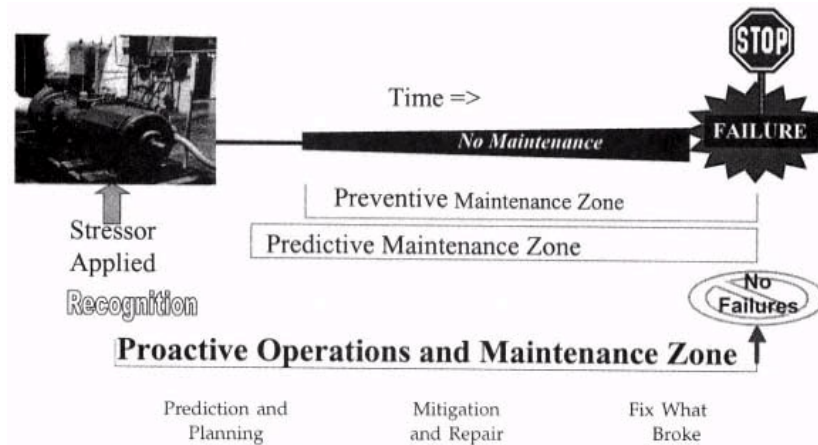 STOP
Time =>
No Maintenance
FAILURE
Preventive Maintenance Zone
Predictive Maintenance Zone
Stressor
Applied
Recognition
No
Failures
Proactive Operations and Maintenance Zone
Prediction and
Planning
Mitigation
and Repair
Fix What
Broke